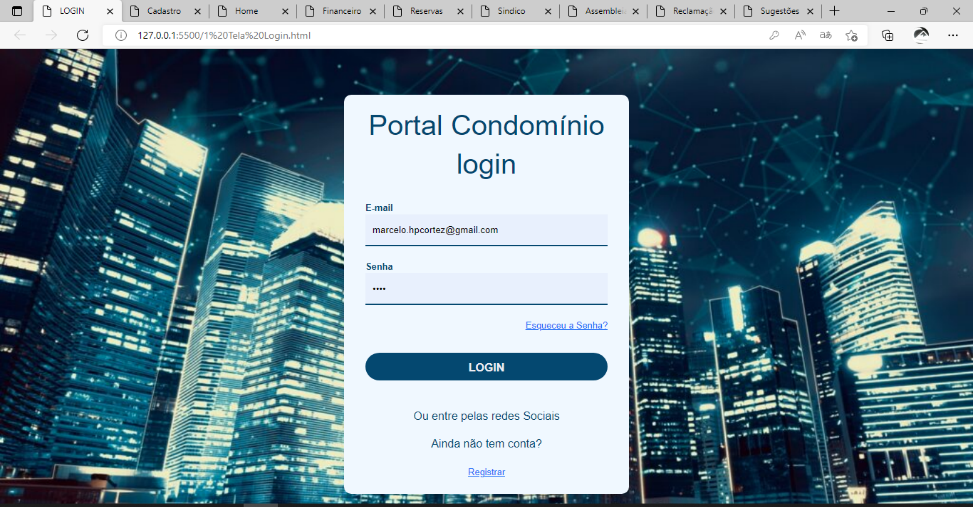 LOGIN
Cadastro
Home
Financeiro
Reservas
Sindico
Assemblei
Reclamaçã
Sugestões
127.0.0.1:5500/1%20Tela%20Login.html
Portal Condomínio
login
E-mail
marcelo.hpcortez@gmail.com
Senha
••••
Esqueceu a Senha?
LOGIN
Ou entre pelas redes Sociais
Ainda não tem conta?
Registrar